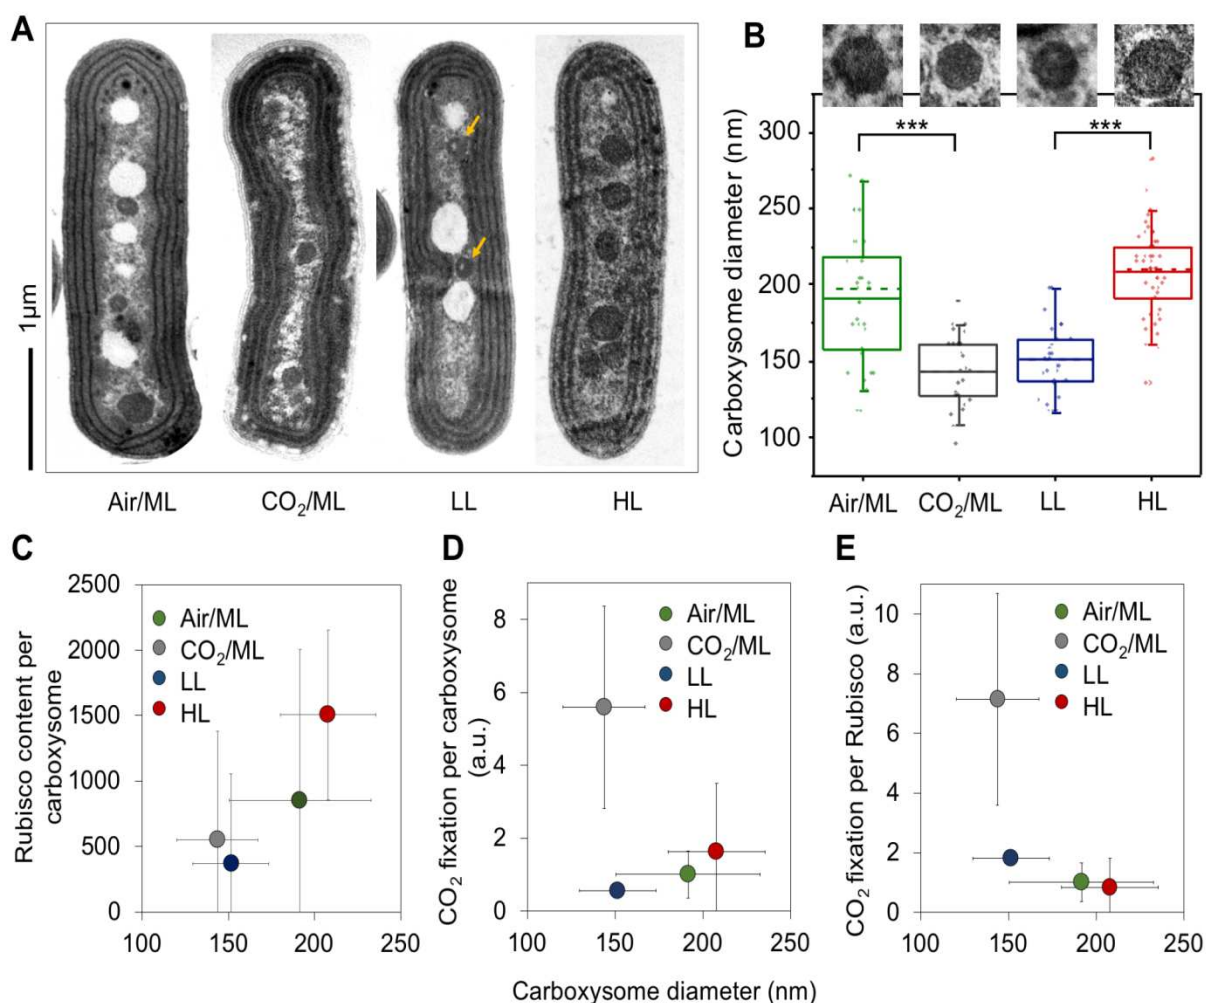 A
1μm
Air/ML
CO₂/ML
LL
HL
B
***
***
Carboxysome diameter (nm)
300
250
200
150
100
Air/ML
CO₂/ML
LL
HL
C
Rubisco content per
carboxysome
2500
2000
1500
1000
500
0
Air/ML
CO₂/ML
LL
HL
100
150
200
250
D
CO₂ fixation per carboxysome
(a.u.)
8
6
4
2
0
Air/ML
CO₂/ML
LL
HL
100
150
200
250
E
CO₂ fixation per Rubisco (a.u.)
10
8
6
4
2
0
Air/ML
CO₂/ML
LL
HL
100
150
200
250
Carboxysome diameter (nm)